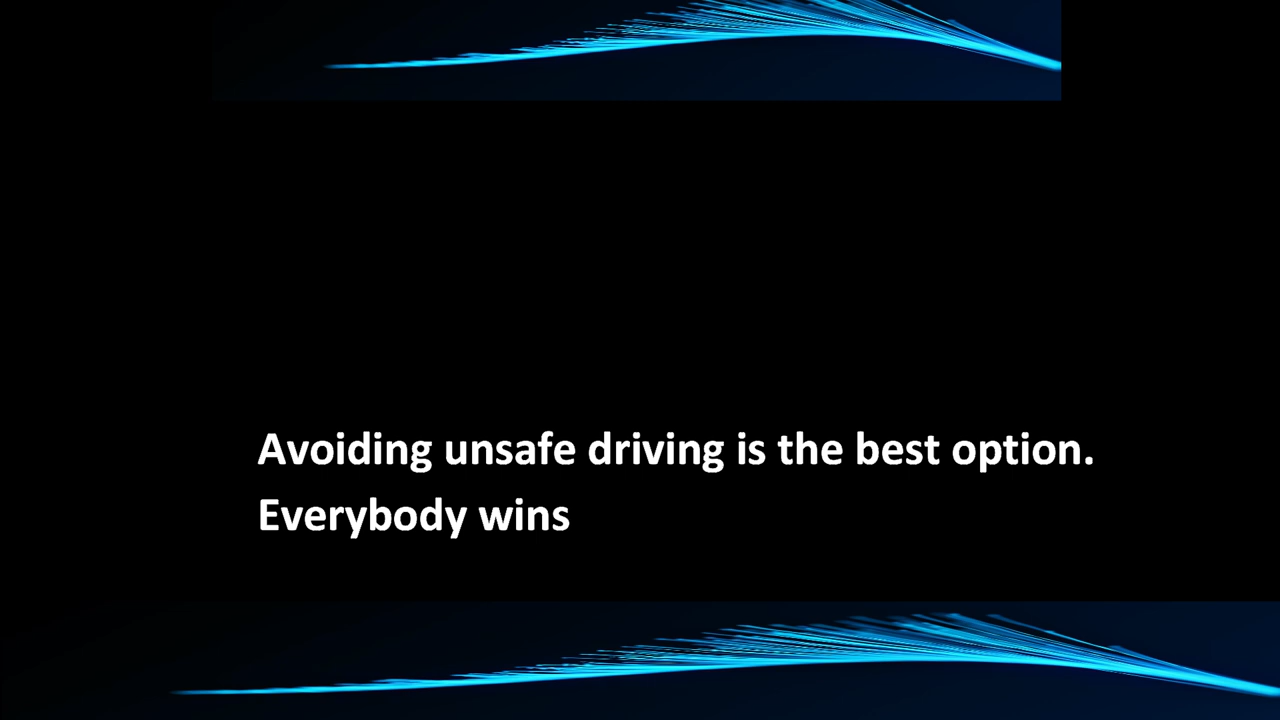 Avoiding unsafe driving is the best option.
Everybody wins